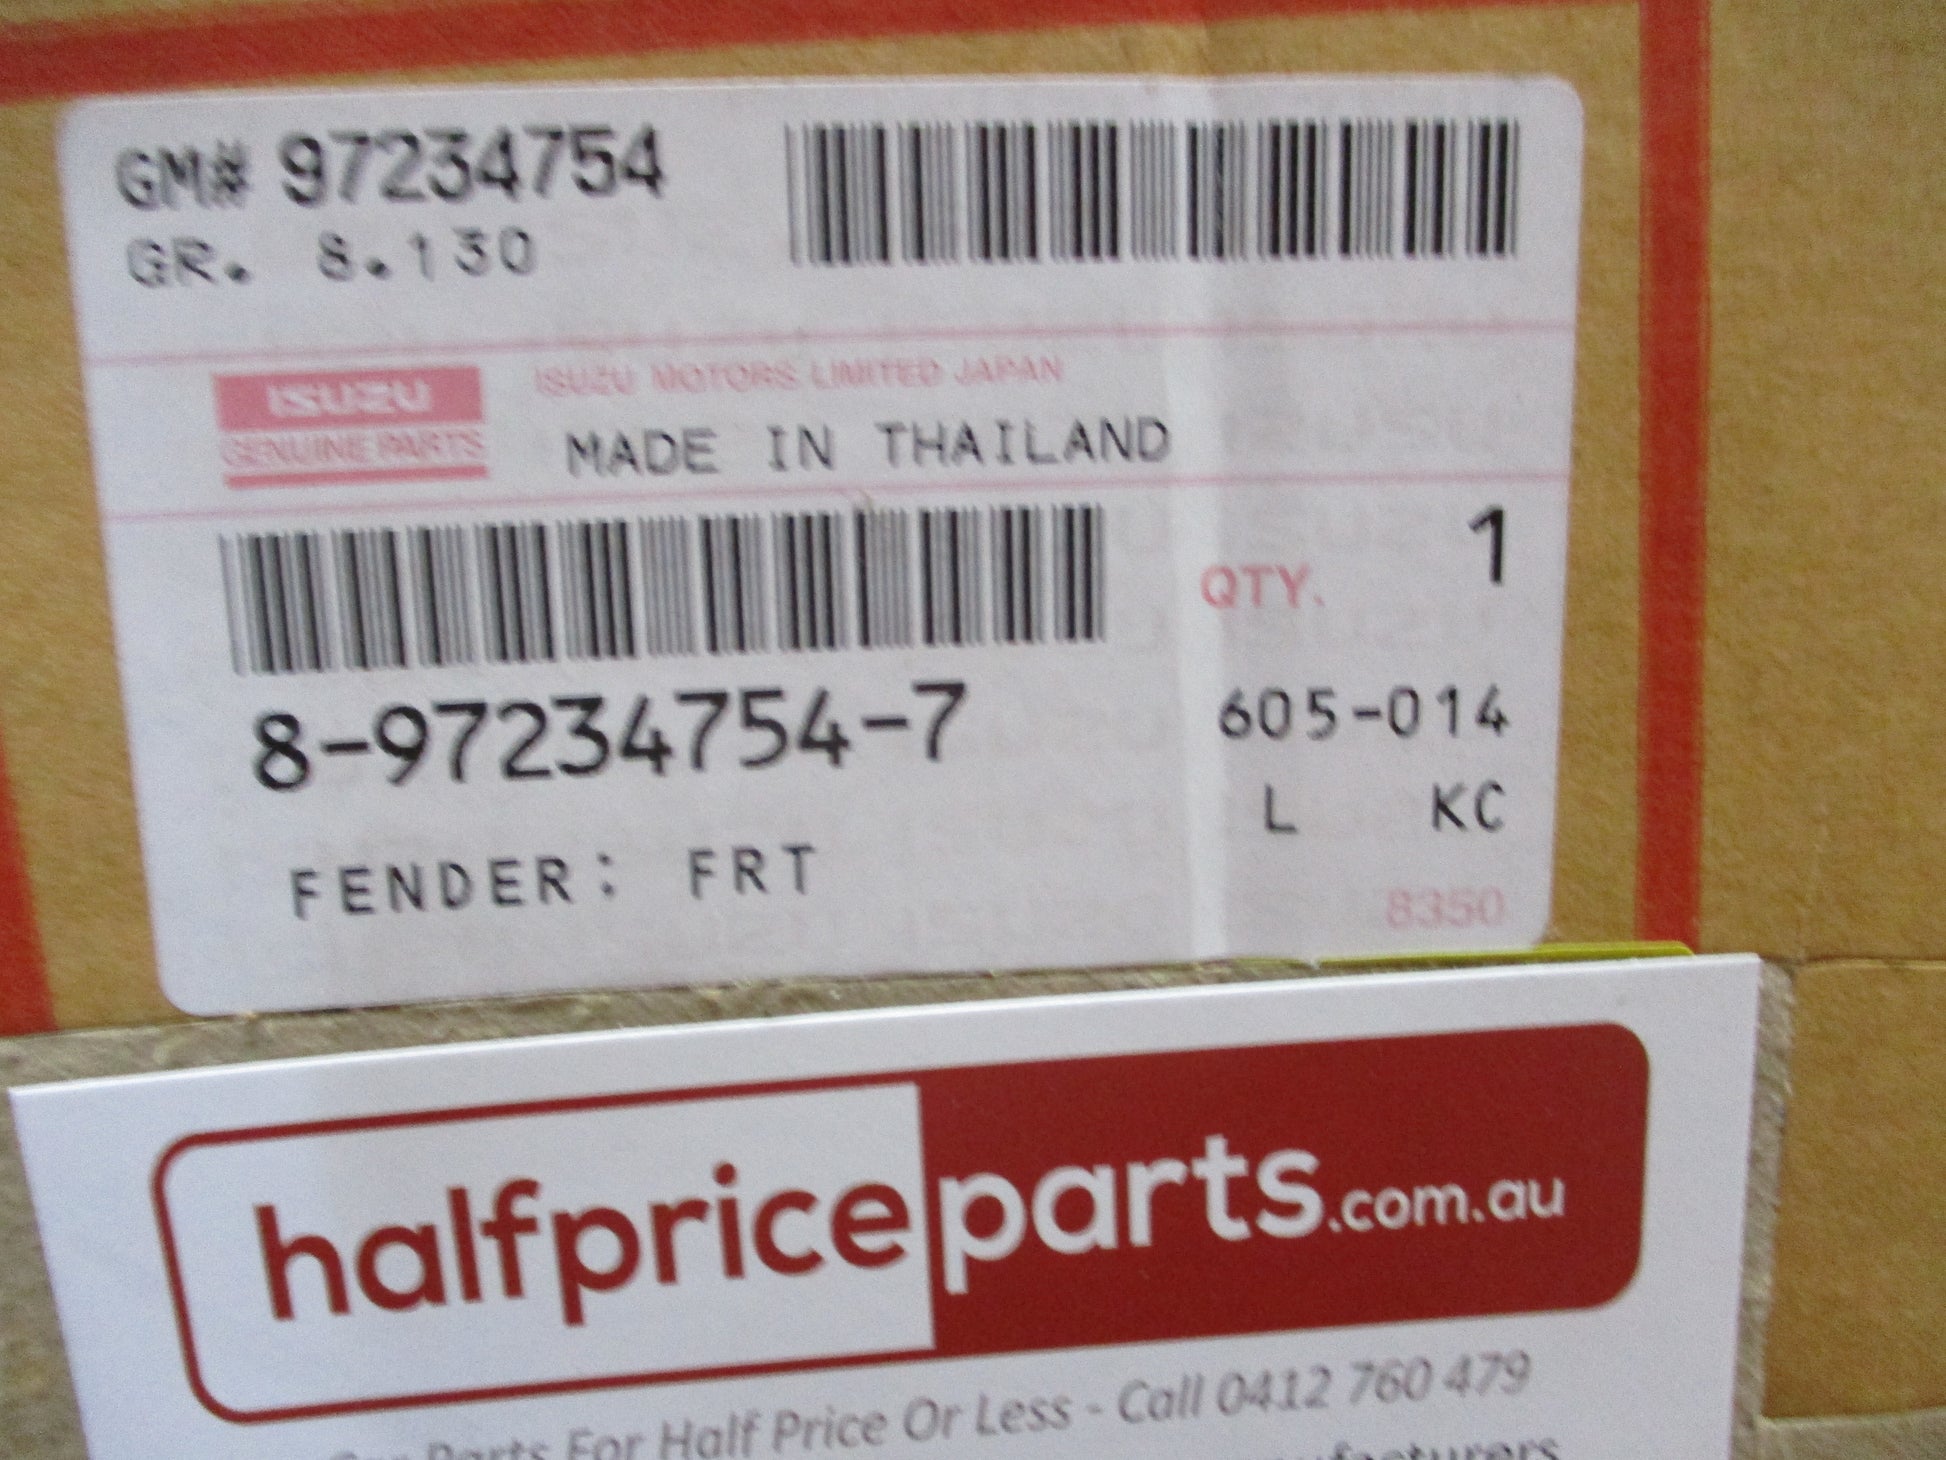 GM# 97234754
GR. 8.130
ISUZU
GENUINE PARTS
ISUZU MOTORS LIMITED JAPAN
MADE IN THAILAND
QTY. 1
8-97234754-7
605-014
L KC
FENDER: FRT
8350
halfpriceparts.com.au
Car Parts For Half Price Or Less - Call 0412 760 479